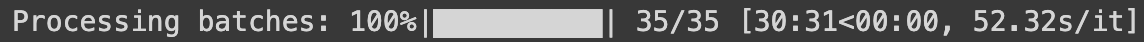 Processing batches: 100%|██████████| 35/35 [30:31<00:00, 52.32s/it]